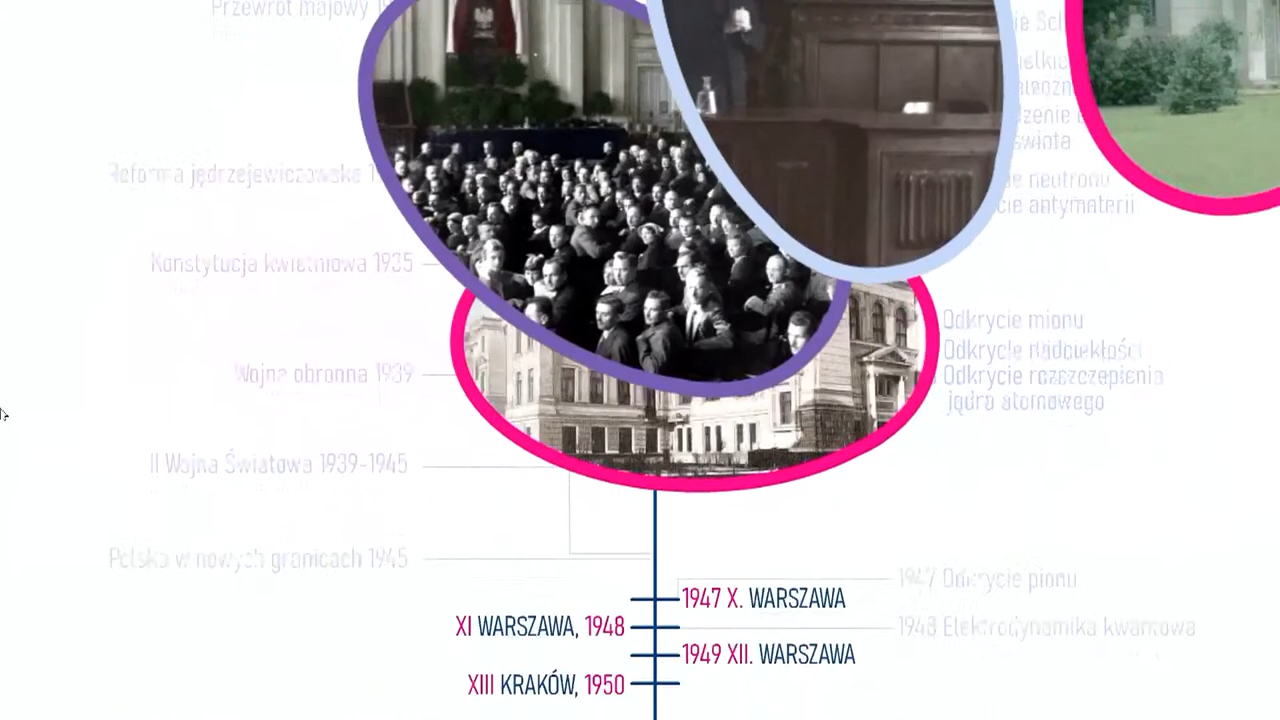 Przewrót majowy
Reforma jędrzejewiczowska
neutronu
antymaterii
Konstytucja kwietniowa 1935
Odkrycie mionu
Odkrycie nadciekłości
Wojna obronna 1939
Odkrycie rozszczepienia
jądra atomowego
II Wojna Światowa 1939-1945
Polska w nowych granicach 1945
1947 Odkrycie pionu
1947 X. WARSZAWA
XI WARSZAWA, 1948
1948 Elektrodynamika kwantowa
1949 XII. WARSZAWA
XIII KRAKÓW, 1950